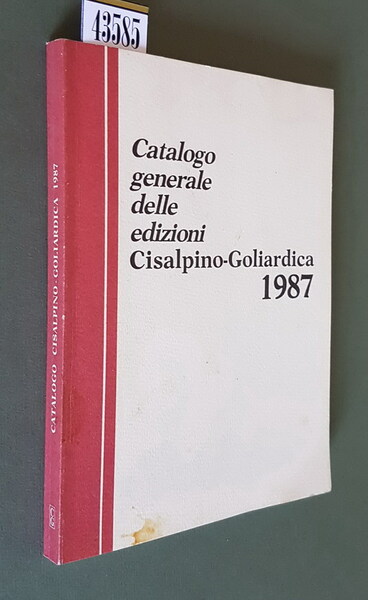 43585
Catalogo
generale
delle
edizioni
Cisalpino-Goliardica
1987
CATALOGO CISALPINO-GOLIARDICA 1987